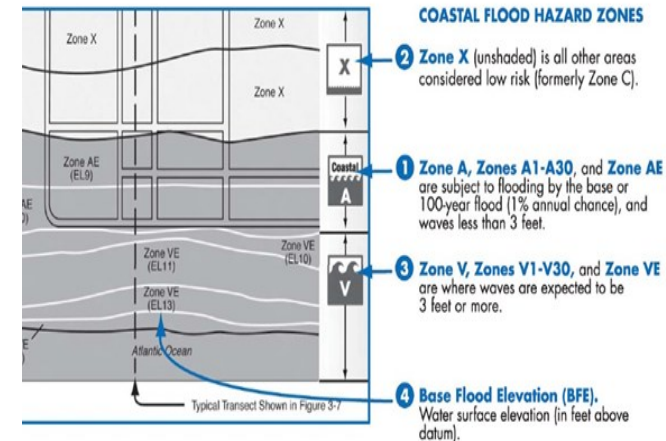 COASTAL FLOOD HAZARD ZONES
Zone X
Zone X
Zone X
X
2 Zone X (unshaded) is all other areas
considered low risk (formerly Zone C).
Zone AE
(EL9)
AE
Coastal
A
1 Zone A, Zones A1-A30, and Zone AE
are subject to flooding by the base or
100-year flood (1% annual chance), and
waves less than 3 feet.
Zone VE
(EL11)
Zone VE
(EL10)
Zone VE
(EL13)
V
3 Zone V, Zones V1-V30, and Zone VE
are where waves are expected to be
3 feet or more.
Atlantic Ocean
Typical Transect Shown in Figure 3-7
4 Base Flood Elevation (BFE).
Water surface elevation (in feet above
datum).